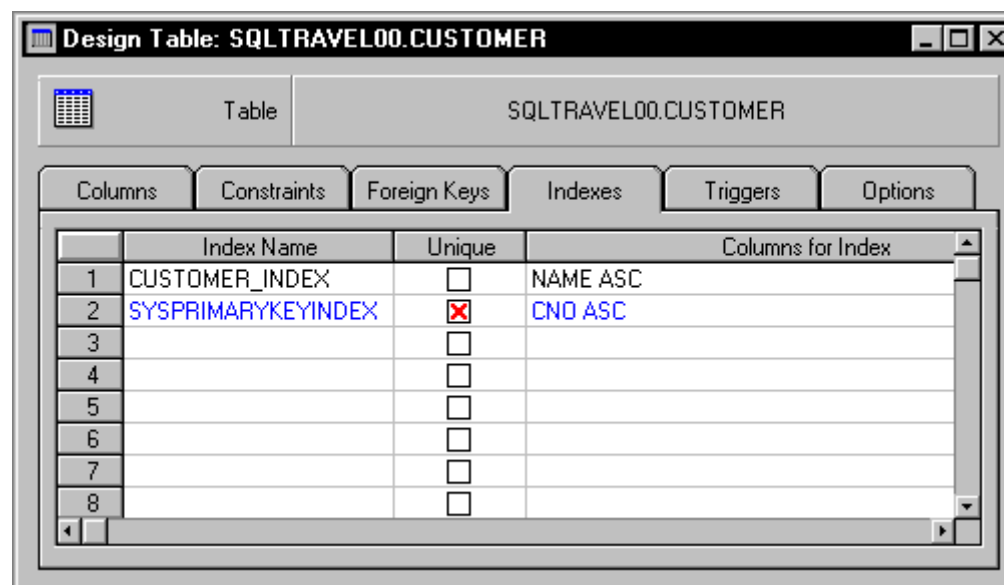 Design Table: SQLTRAVEL00.CUSTOMER
Table SQLTRAVEL00.CUSTOMER
Columns Constraints Foreign Keys Indexes Triggers Options
Index Name Unique Columns for Index
1 CUSTOMER_INDEX NAME ASC
2 SYSPRIMARYKEYINDEX CNO ASC
3
4
5
6
7
8